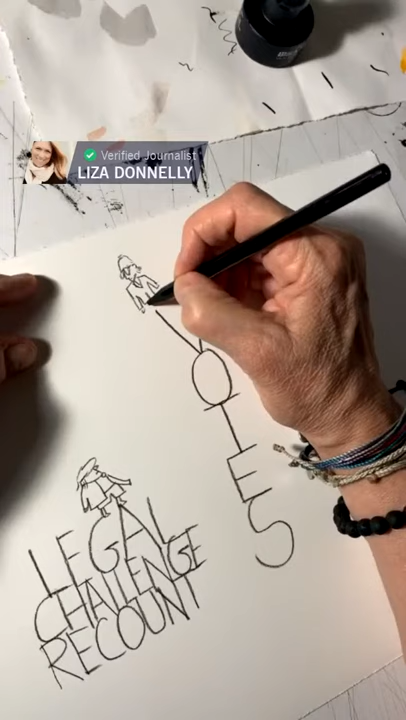 Verified Journalist
LIZA DONNELLY
VOTES
LEGAL
CHALLENGE
RECOUNT